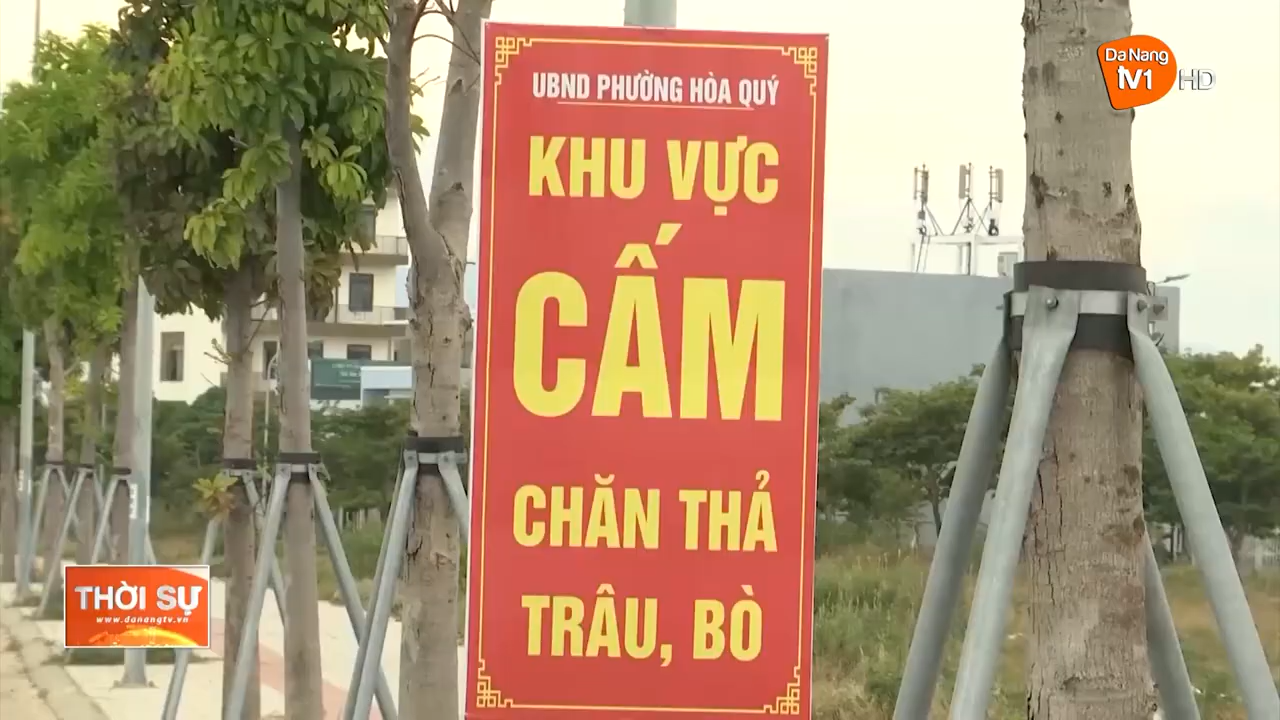 Da Nang
tv1 HD
UBND PHƯỜNG HÒA QUÝ
KHU VỰC
CẤM
CHĂN THẢ
TRÂU, BÒ
THỜI SỰ
www.danangtv.vn